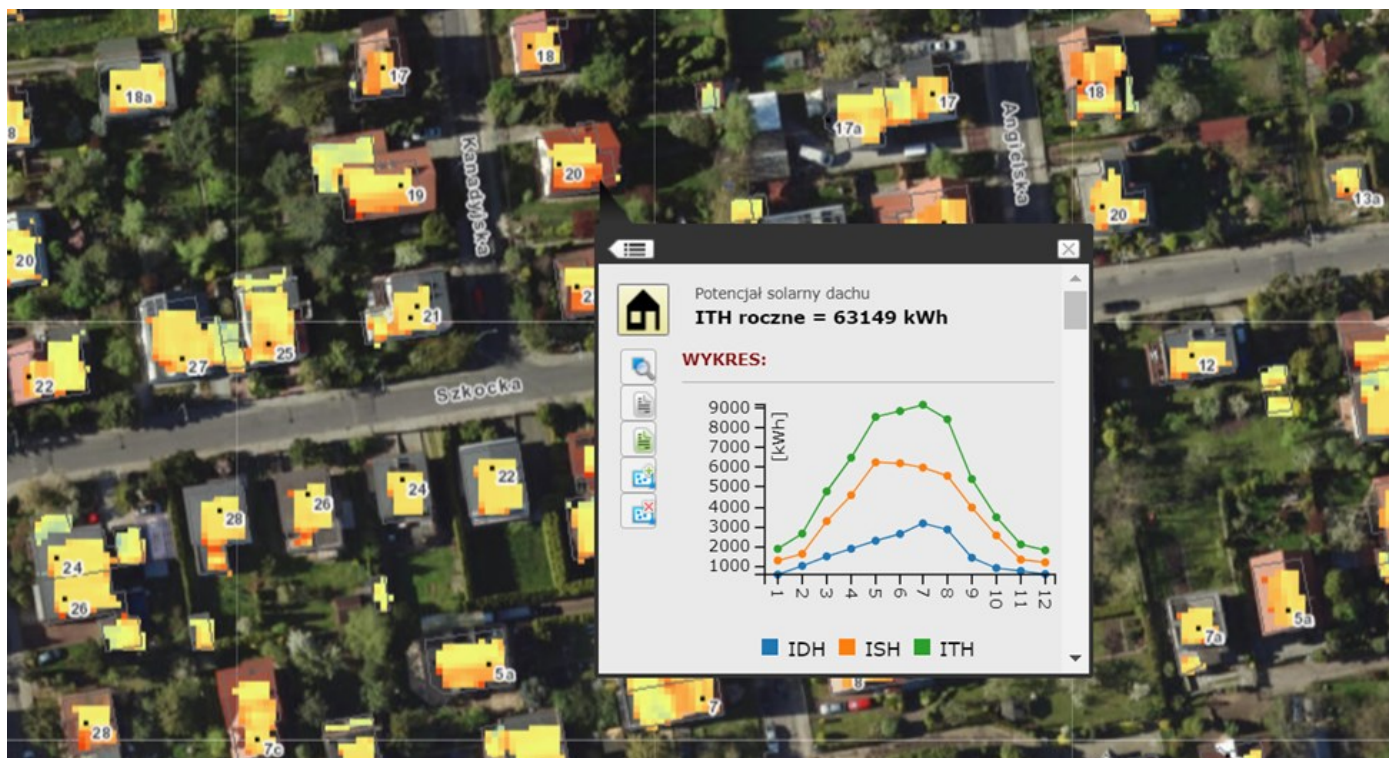 18a
17
18
17
17a
18
8
20
19
Kanadyjska
Angielska
20
13a
20
2
21
27
25
22
12
Szkocka
Potencjał solarny dachu
ITH roczne = 63149 kWh
WYKRES:
9000
8000
7000
6000
5000
4000
3000
2000
1000
[kWh]
1 2 3 4 5 6 7 8 9 10 11 12
IDH ISH ITH
22
24
26
28
24
26
5a
7a
5a
7
8
28
7c